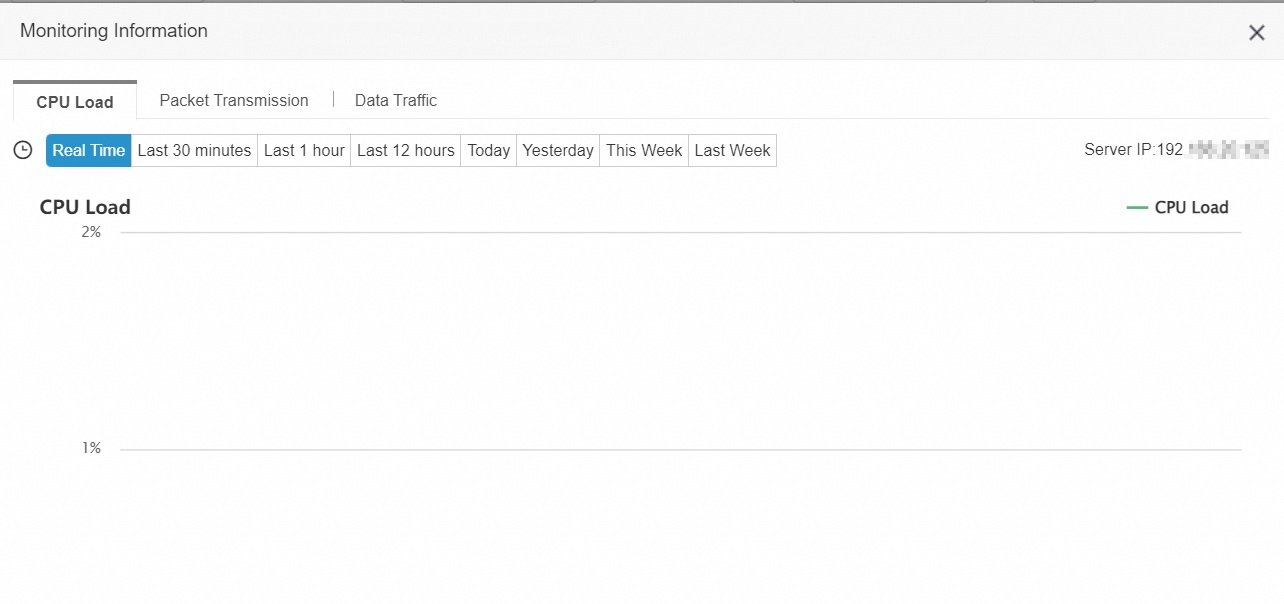 Monitoring Information
CPU Load Packet Transmission Data Traffic
Real Time Last 30 minutes Last 1 hour Last 12 hours Today Yesterday This Week Last Week Server IP:192
CPU Load CPU Load
2%
1%